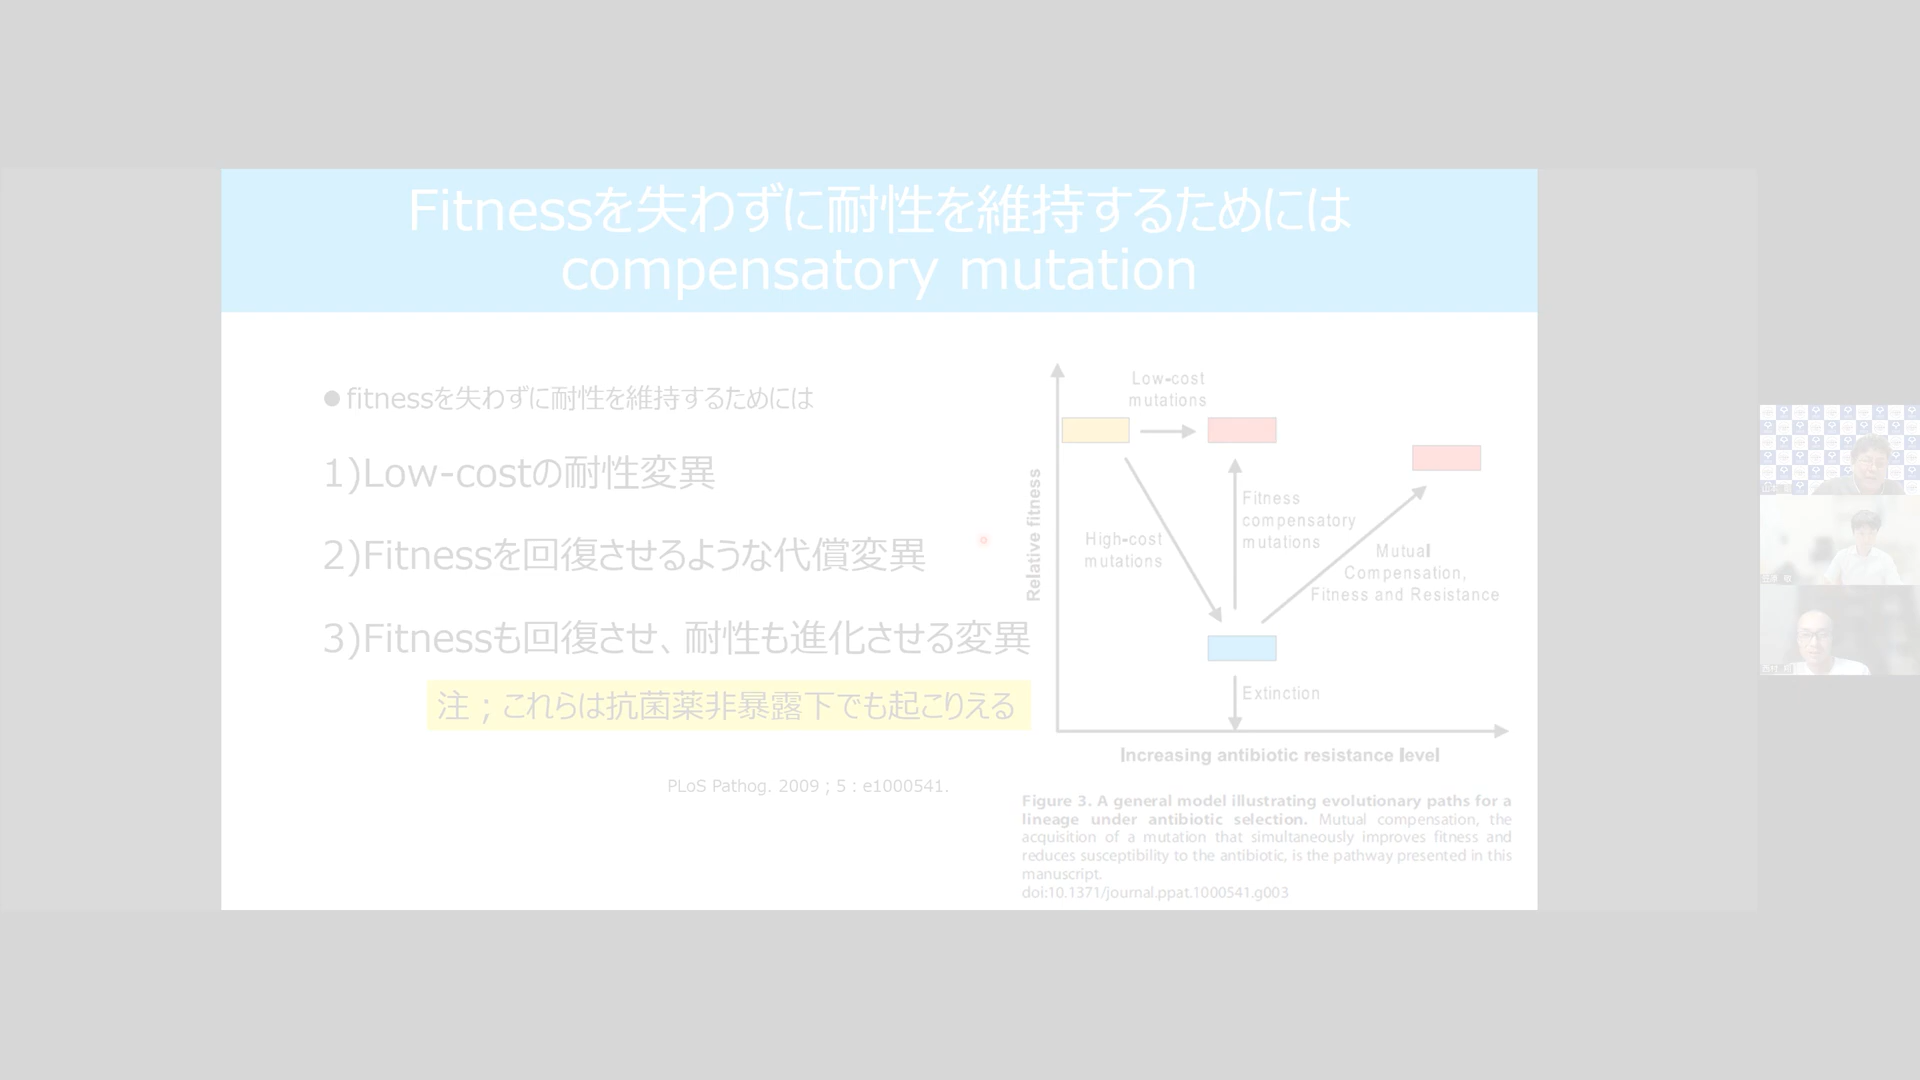 Fitnessを失わずに耐性を維持するためには
compensatory mutation
●fitnessを失わずに耐性を維持するためには
1)Low-costの耐性変異
2)Fitnessを回復させるような代償変異
3)Fitnessも回復させ、耐性も進化させる変異
注；これらは抗菌薬非暴露下でも起こりえる
PLoS Pathog. 2009 ; 5 : e1000541.
Relative fitness
Low-cost
mutations
High-cost
mutations
Fitness
compensatory
mutations
Mutual
Compensation,
Fitness and Resistance
Extinction
Increasing antibiotic resistance level
Figure 3. A general model illustrating evolutionary paths for a
lineage under antibiotic selection. Mutual compensation, the
acquisition of a mutation that simultaneously improves fitness and
reduces susceptibility to the antibiotic, is the pathway presented in this
manuscript.
doi:10.1371/journal.ppat.1000541.g003